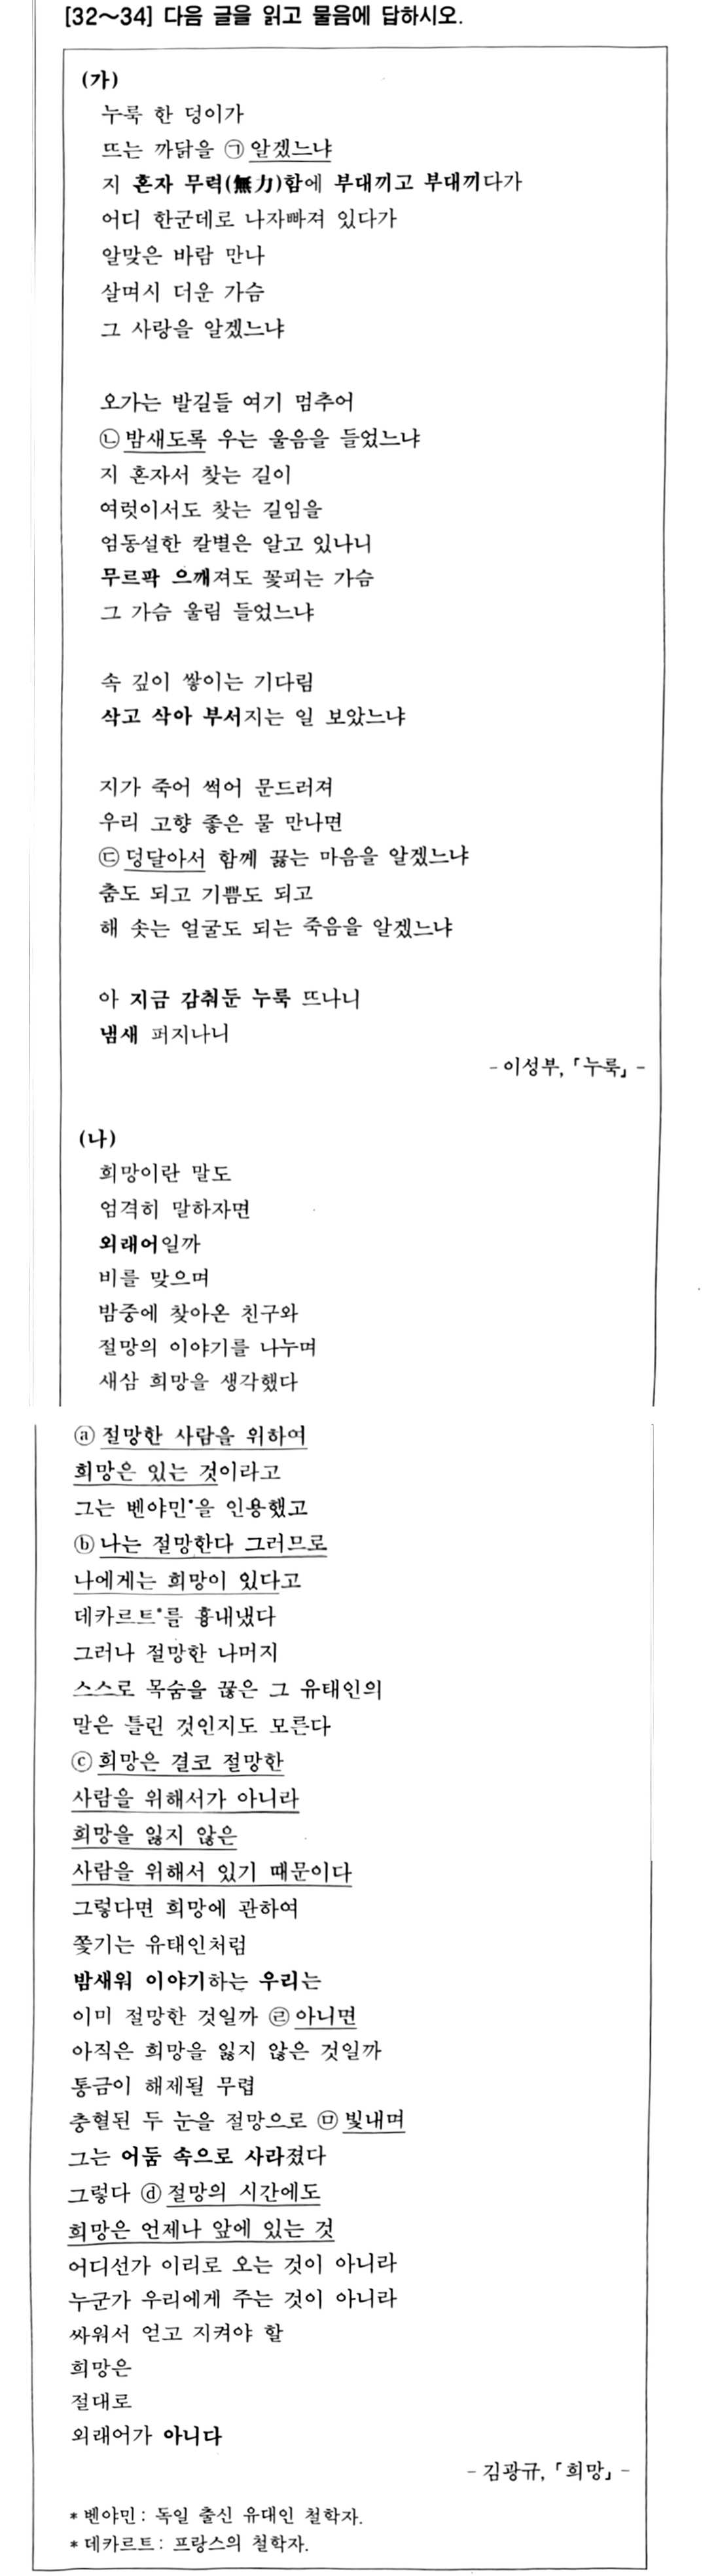 [32～34] 다음 글을 읽고 물음에 답하시오.
(가)
누룩 한 덩이가
뜨는 까닭을 ㉠알겠느냐
지 혼자 무력(無力)함에 부대끼고 부대끼다가
어디 한군데로 나자빠져 있다가
알맞은 바람 만나
살며시 더운 가슴
그 사랑을 알겠느냐
오가는 발길들 여기 멈추어
㉡밤새도록 우는 울음을 들었느냐
지 혼자서 찾는 길이
여럿이서도 찾는 길임을
엄동설한 칼별은 알고 있나니
무르팍 으깨져도 꽃피는 가슴
그 가슴 울림 들었느냐
속 깊이 쌓이는 기다림
삭고 삭아 부서지는 일 보았느냐
지가 죽어 썩어 문드러져
우리 고향 좋은 물 만나면
㉢덩달아서 함께 끓는 마음을 알겠느냐
춤도 되고 기쁨도 되고
해 솟는 얼굴도 되는 죽음을 알겠느냐
아 지금 감춰둔 누룩 뜨나니
냄새 퍼지나니
- 이성부, 「누룩」 -
(나)
희망이란 말도
엄격히 말하자면
외래어일까
비를 맞으며
밤중에 찾아온 친구와
절망의 이야기를 나누며
새삼 희망을 생각했다
ⓐ절망한 사람을 위하여
희망은 있는 것이라고
그는 벤야민*을 인용했고
ⓑ나는 절망한다 그러므로
나에게는 희망이 있다고
데카르트*를 흉내냈다
그러나 절망한 나머지
스스로 목숨을 끊은 그 유태인의
말은 틀린 것인지도 모른다
ⓒ희망은 결코 절망한
사람을 위해서가 아니라
희망을 잃지 않은
사람을 위해서 있기 때문이다
그렇다면 희망에 관하여
쫓기는 유태인처럼
밤새워 이야기하는 우리는
이미 절망한 것일까 ㉣아니면
아직은 희망을 잃지 않은 것일까
통금이 해제될 무렵
충혈된 두 눈을 절망으로 ㉤빛내며
그는 어둠 속으로 사라졌다
그렇다 ⓓ절망의 시간에도
희망은 언제나 앞에 있는 것
어디선가 이리로 오는 것이 아니라
누군가 우리에게 주는 것이 아니라
싸워서 얻고 지켜야 할
희망은
절대로
외래어가 아니다
- 김광규, 「희망」 -
* 벤야민 : 독일 출신 유대인 철학자.
* 데카르트 : 프랑스의 철학자.